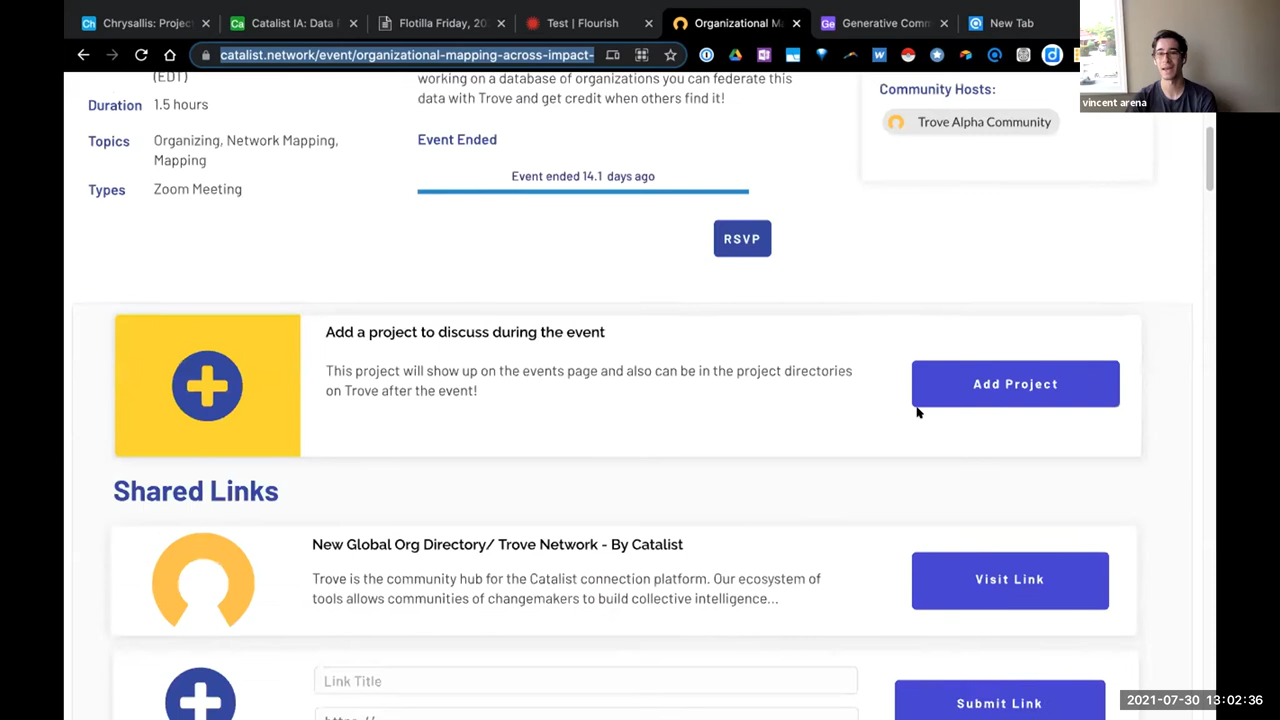 Chrysallis: Projec
Catalist IA: Data F
Flotilla Friday, 20
Test | Flourish
Organizational M
Generative Comm
New Tab
catalist.network/event/organizational-mapping-across-impact-
vincent arena
(EDT)
Duration 1.5 hours
Topics Organizing, Network Mapping,
Mapping
Types Zoom Meeting
working on a database of organizations you can federate this
data with Trove and get credit when others find it!
Event Ended
Event ended 14.1 days ago
RSVP
Community Hosts:
Trove Alpha Community
Add a project to discuss during the event
This project will show up on the events page and also can be in the project directories
on Trove after the event!
Add Project
Shared Links
New Global Org Directory/ Trove Network - By Catalist
Trove is the community hub for the Catalist connection platform. Our ecosystem of
tools allows communities of changemakers to build collective intelligence...
Visit Link
Link Title
https://
Submit Link
2021-07-30 13:02:36